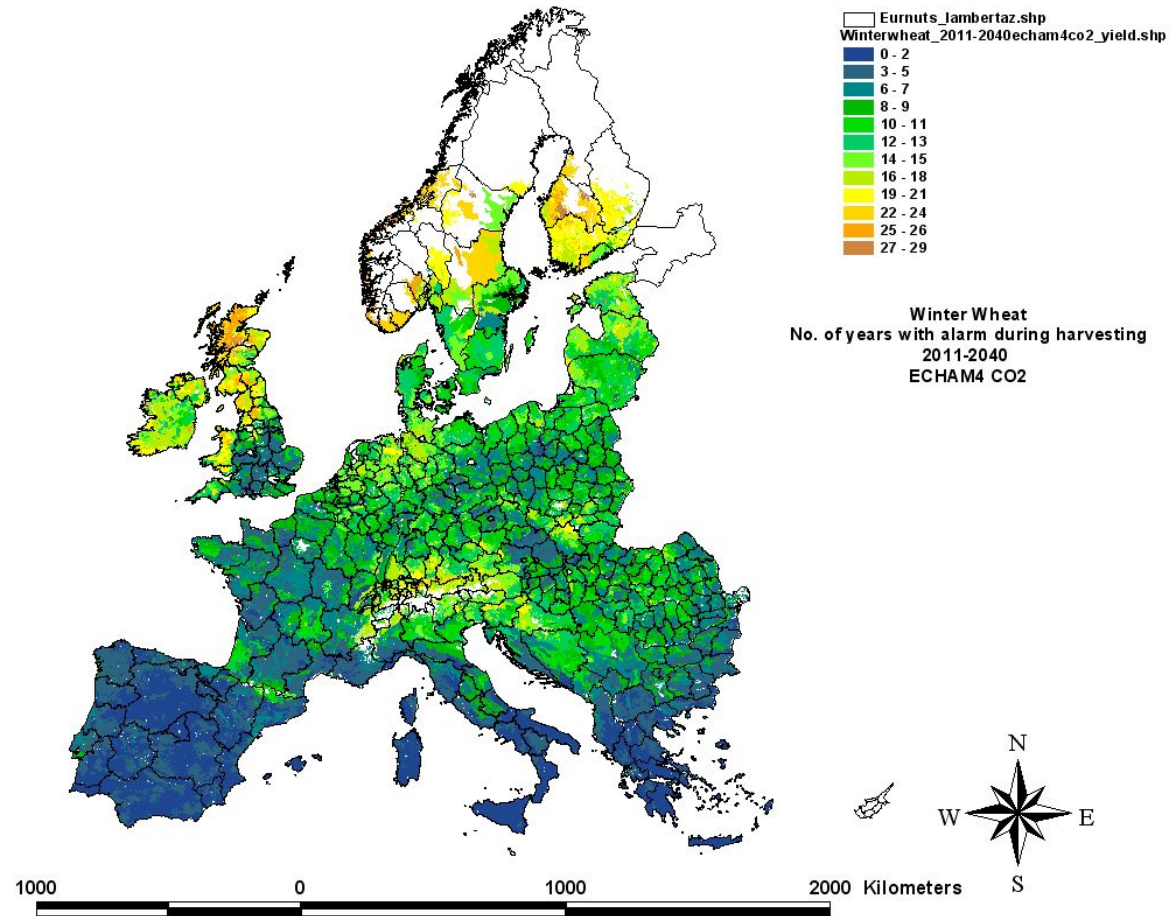 Eurnuts_lambertaz.shp
Winterwheat_2011-2040echam4co2_yield.shp
0 - 2
3 - 5
6 - 7
8 - 9
10 - 11
12 - 13
14 - 15
16 - 18
19 - 21
22 - 24
25 - 26
27 - 29
Winter Wheat
No. of years with alarm during harvesting
2011-2040
ECHAM4 CO2
N
W E
S
1000 0 1000 2000 Kilometers